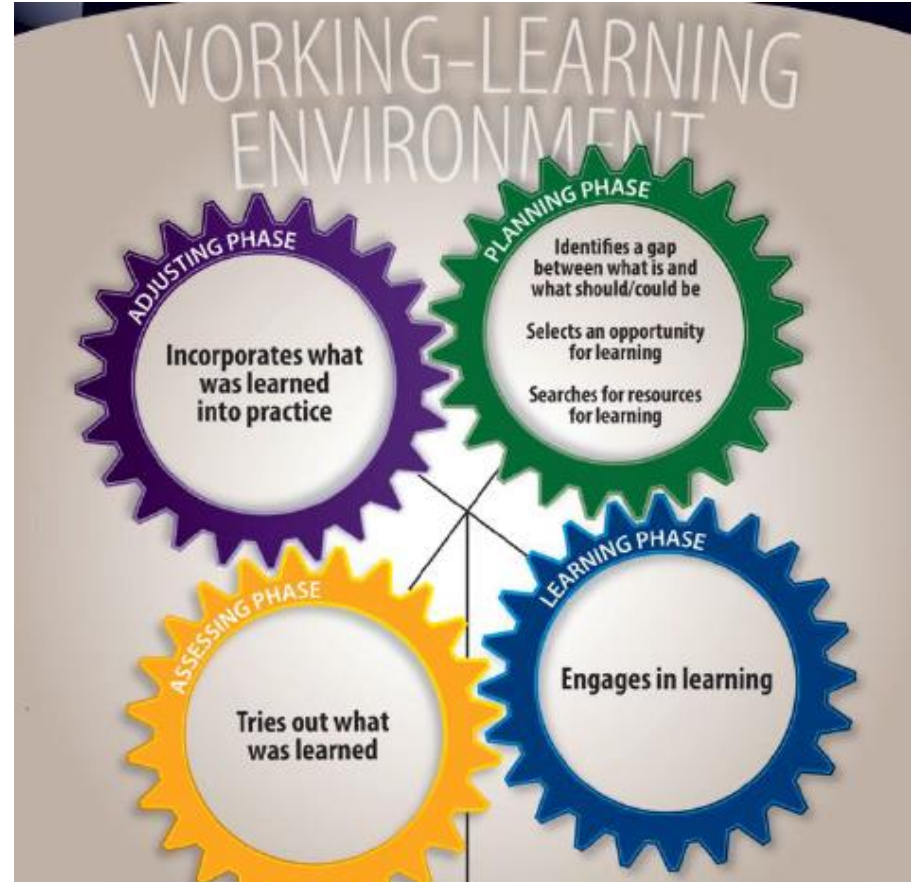 WORKING-LEARNING
ENVIRONMENT
ADJUSTING PHASE
Incorporates what
was learned
into practice
PLANNING PHASE
Identifies a gap
between what is and
what should/could be
Selects an opportunity
for learning
Searches for resources
for learning
ASSESSING PHASE
Tries out what
was learned
LEARNING PHASE
Engages in learning